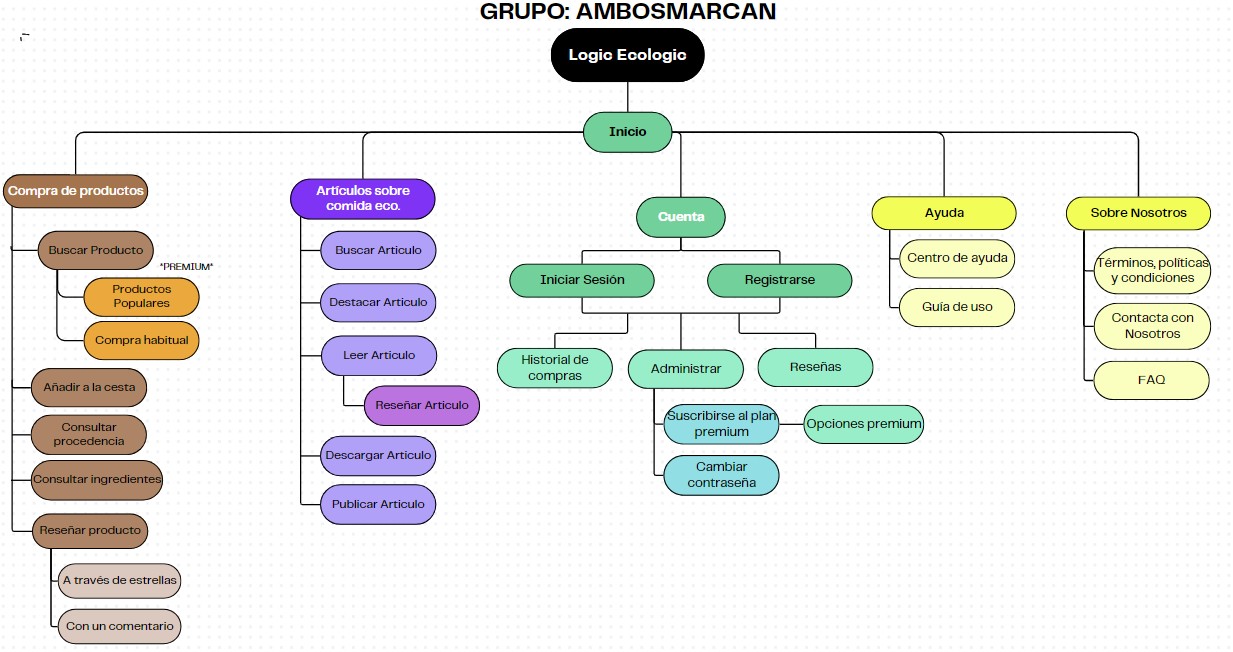 GRUPO: AMBOSMARCAN
Logic Ecologic
Inicio
Compra de productos
Buscar Producto
*PREMIUM*
Productos
Populares
Compra habitual
Añadir a la cesta
Consultar
procedencia
Consultar ingredientes
Reseñar producto
A través de estrellas
Con un comentario
Artículos sobre
comida eco.
Buscar Articulo
Destacar Articulo
Leer Articulo
Reseñar Articulo
Descargar Articulo
Publicar Articulo
Cuenta
Iniciar Sesión
Registrarse
Historial de
compras
Administrar
Reseñas
Suscribirse al plan
premium
Opciones premium
Cambiar
contraseña
Ayuda
Centro de ayuda
Guía de uso
Sobre Nosotros
Términos, políticas
y condiciones
Contacta con
Nosotros
FAQ